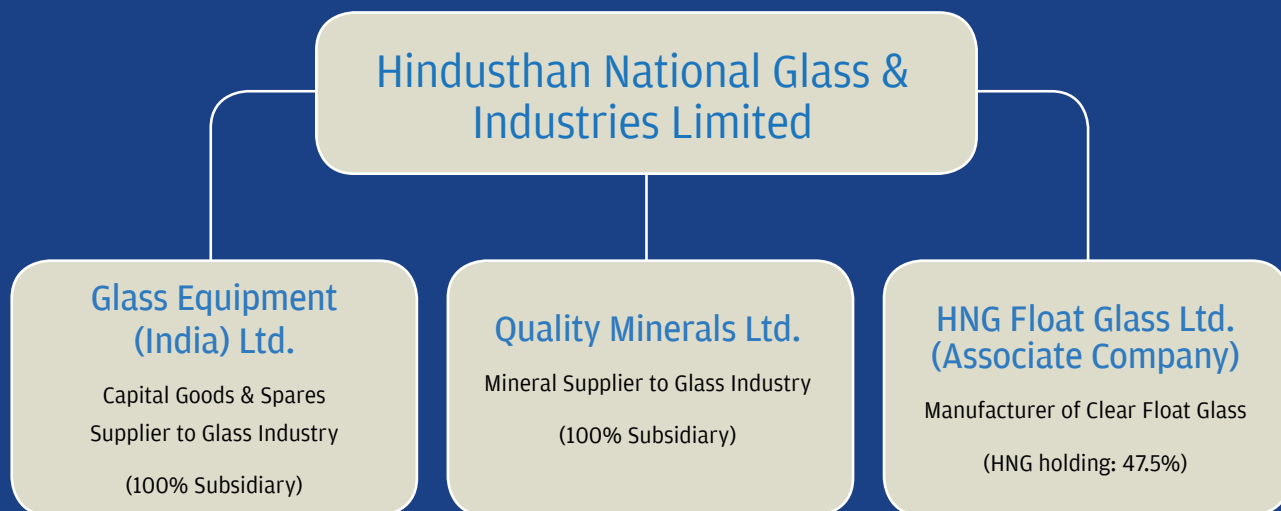 Hindusthan National Glass &
Industries Limited
Glass Equipment
(India) Ltd.
Capital Goods & Spares
Supplier to Glass Industry
(100% Subsidiary)
Quality Minerals Ltd.
Mineral Supplier to Glass Industry
(100% Subsidiary)
HNG Float Glass Ltd.
(Associate Company)
Manufacturer of Clear Float Glass
(HNG holding: 47.5%)